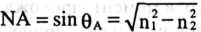 NA = sin θ_A = √(n₁² − n₂²)